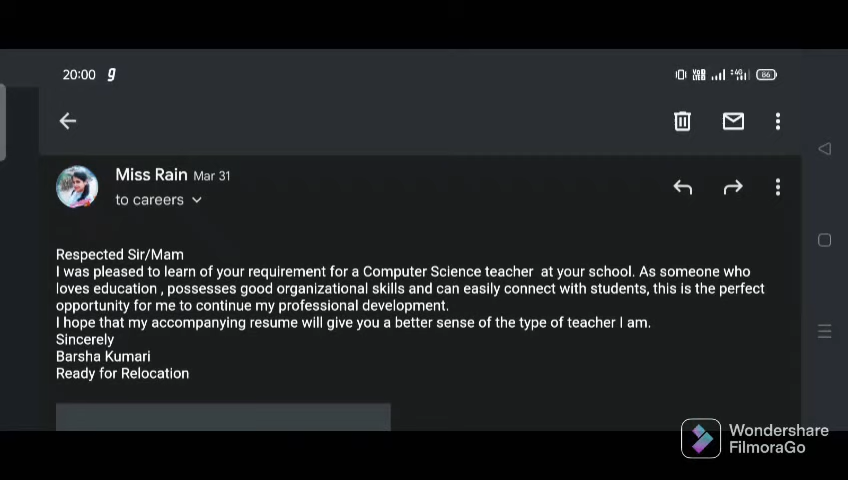 20:00 g
VoD LTE 4G 86
Miss Rain Mar 31
to careers
Respected Sir/Mam
I was pleased to learn of your requirement for a Computer Science teacher at your school. As someone who
loves education , possesses good organizational skills and can easily connect with students, this is the perfect
opportunity for me to continue my professional development.
I hope that my accompanying resume will give you a better sense of the type of teacher I am.
Sincerely
Barsha Kumari
Ready for Relocation
Wondershare
FilmoraGo